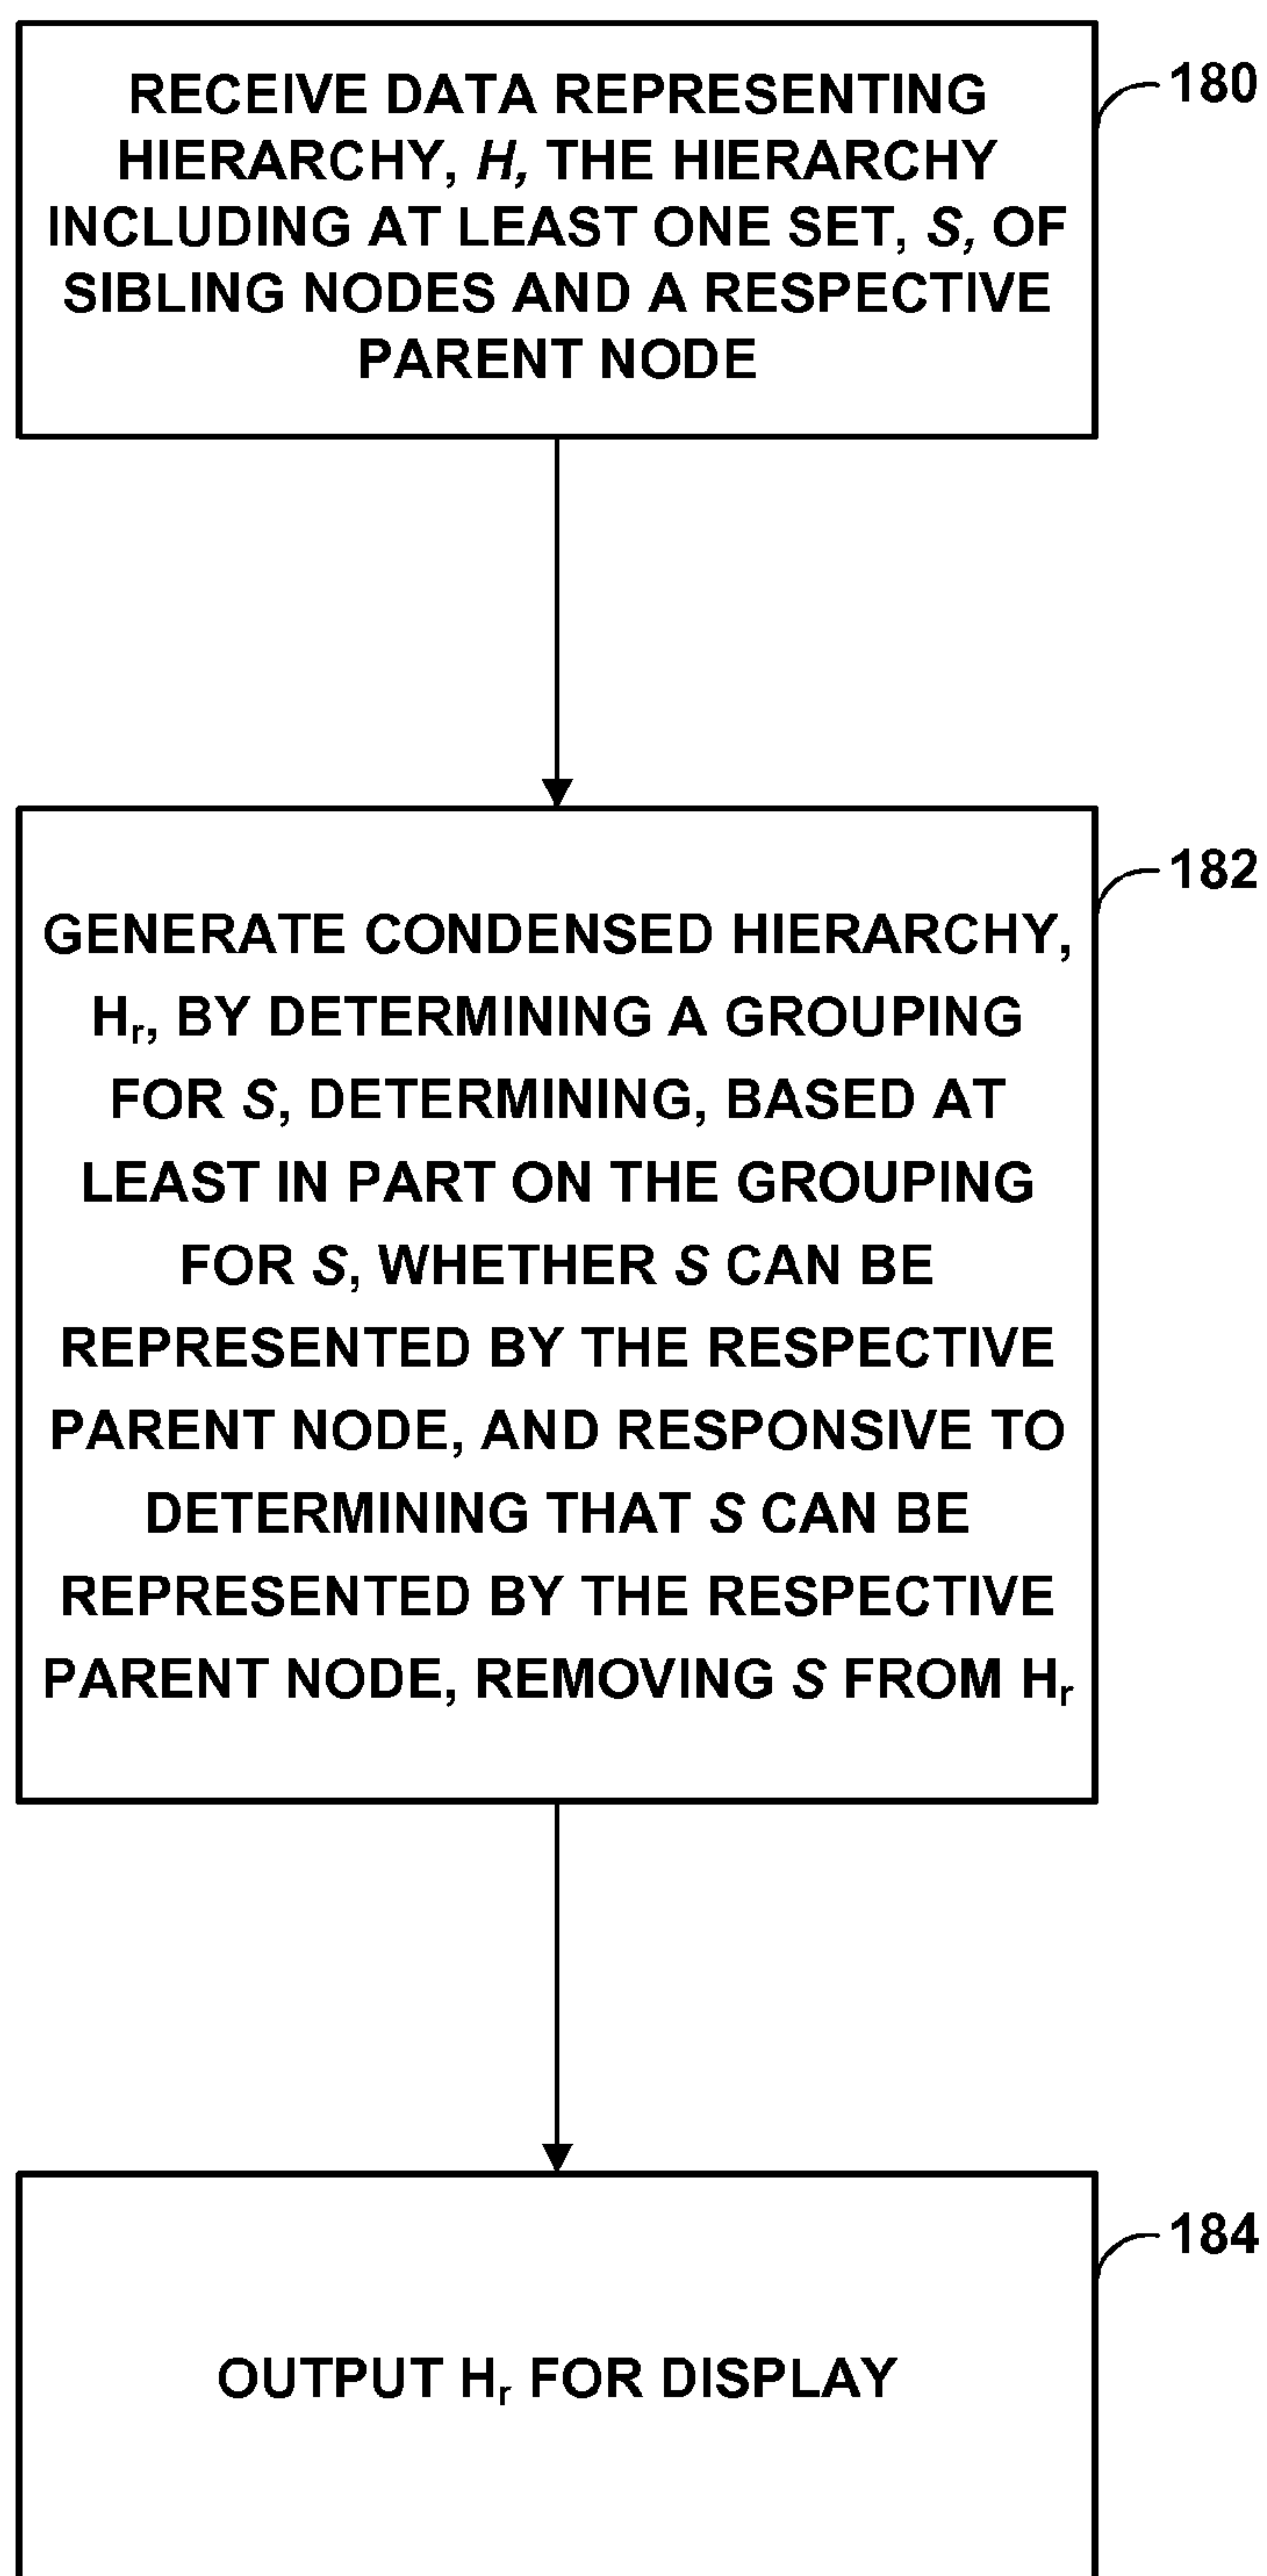 RECEIVE DATA REPRESENTING
HIERARCHY, H, THE HIERARCHY
INCLUDING AT LEAST ONE SET, S, OF
SIBLING NODES AND A RESPECTIVE
PARENT NODE
180
GENERATE CONDENSED HIERARCHY,
Hr, BY DETERMINING A GROUPING
FOR S, DETERMINING, BASED AT
LEAST IN PART ON THE GROUPING
FOR S, WHETHER S CAN BE
REPRESENTED BY THE RESPECTIVE
PARENT NODE, AND RESPONSIVE TO
DETERMINING THAT S CAN BE
REPRESENTED BY THE RESPECTIVE
PARENT NODE, REMOVING S FROM Hr
182
OUTPUT Hr FOR DISPLAY
184